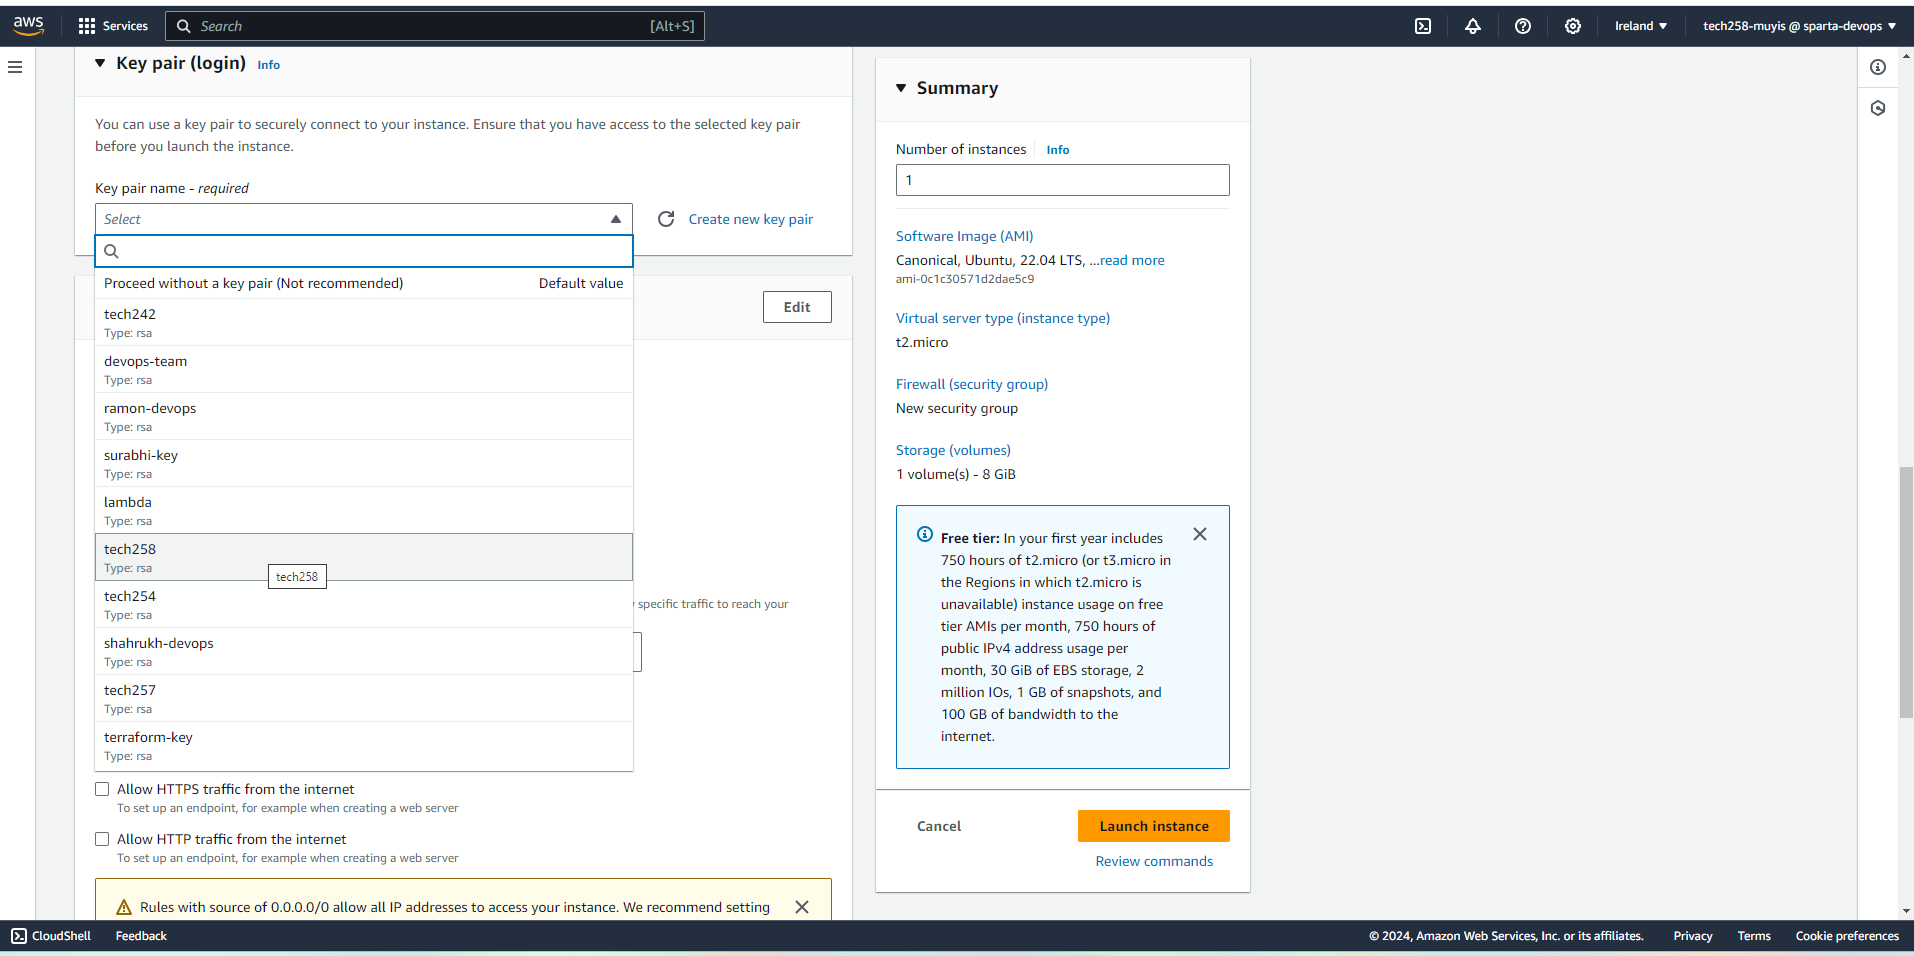 aws
Services
Search
[Alt+S]
Ireland
tech258-muyis @ sparta-devops
Key pair (login) Info
You can use a key pair to securely connect to your instance. Ensure that you have access to the selected key pair
before you launch the instance.
Key pair name - required
Select
Create new key pair
Proceed without a key pair (Not recommended) Default value
tech242
Type: rsa
devops-team
Type: rsa
ramon-devops
Type: rsa
surabhi-key
Type: rsa
lambda
Type: rsa
tech258
Type: rsa
tech258
tech254
Type: rsa
shahrukh-devops
Type: rsa
tech257
Type: rsa
terraform-key
Type: rsa
Edit
specific traffic to reach your
Allow HTTPS traffic from the internet
To set up an endpoint, for example when creating a web server
Allow HTTP traffic from the internet
To set up an endpoint, for example when creating a web server
Rules with source of 0.0.0.0/0 allow all IP addresses to access your instance. We recommend setting
Summary
Number of instances Info
1
Software Image (AMI)
Canonical, Ubuntu, 22.04 LTS, ...read more
ami-0c1c30571d2dae5c9
Virtual server type (instance type)
t2.micro
Firewall (security group)
New security group
Storage (volumes)
1 volume(s) - 8 GiB
Free tier: In your first year includes
750 hours of t2.micro (or t3.micro in
the Regions in which t2.micro is
unavailable) instance usage on free
tier AMIs per month, 750 hours of
public IPv4 address usage per
month, 30 GiB of EBS storage, 2
million IOs, 1 GB of snapshots, and
100 GB of bandwidth to the
internet.
Cancel
Launch instance
Review commands
CloudShell
Feedback
© 2024, Amazon Web Services, Inc. or its affiliates.
Privacy
Terms
Cookie preferences